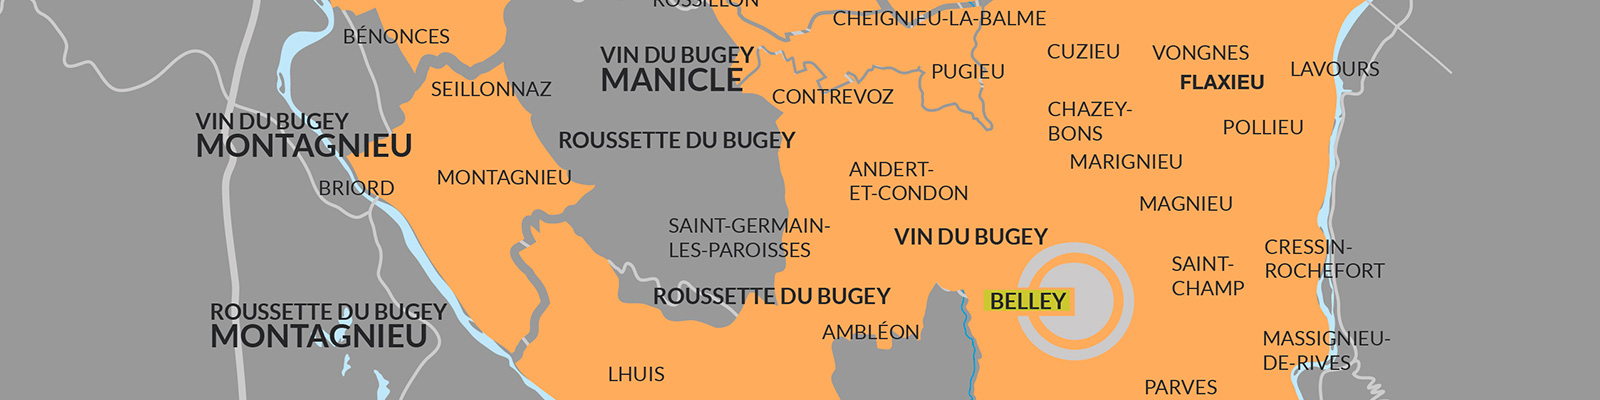 ROSSILLON
CHEIGNIEU-LA-BALME
BÉNONCES
VIN DU BUGEY
MANICLE
CUZIEU
VONGNES
PUGIEU
FLAXIEU
LAVOURS
SEILLONNAZ
CONTREVOZ
CHAZEY-
BONS
VIN DU BUGEY
MONTAGNIEU
POLLIEU
ROUSSETTE DU BUGEY
MARIGNIEU
ANDERT-
ET-CONDON
MONTAGNIEU
BRIORD
MAGNIEU
SAINT-GERMAIN-
LES-PAROISSES
VIN DU BUGEY
CRESSIN-
ROCHEFORT
SAINT-
CHAMP
ROUSSETTE DU BUGEY
BELLEY
ROUSSETTE DU BUGEY
MONTAGNIEU
AMBLÉON
MASSIGNIEU-
DE-RIVES
LHUIS
PARVES